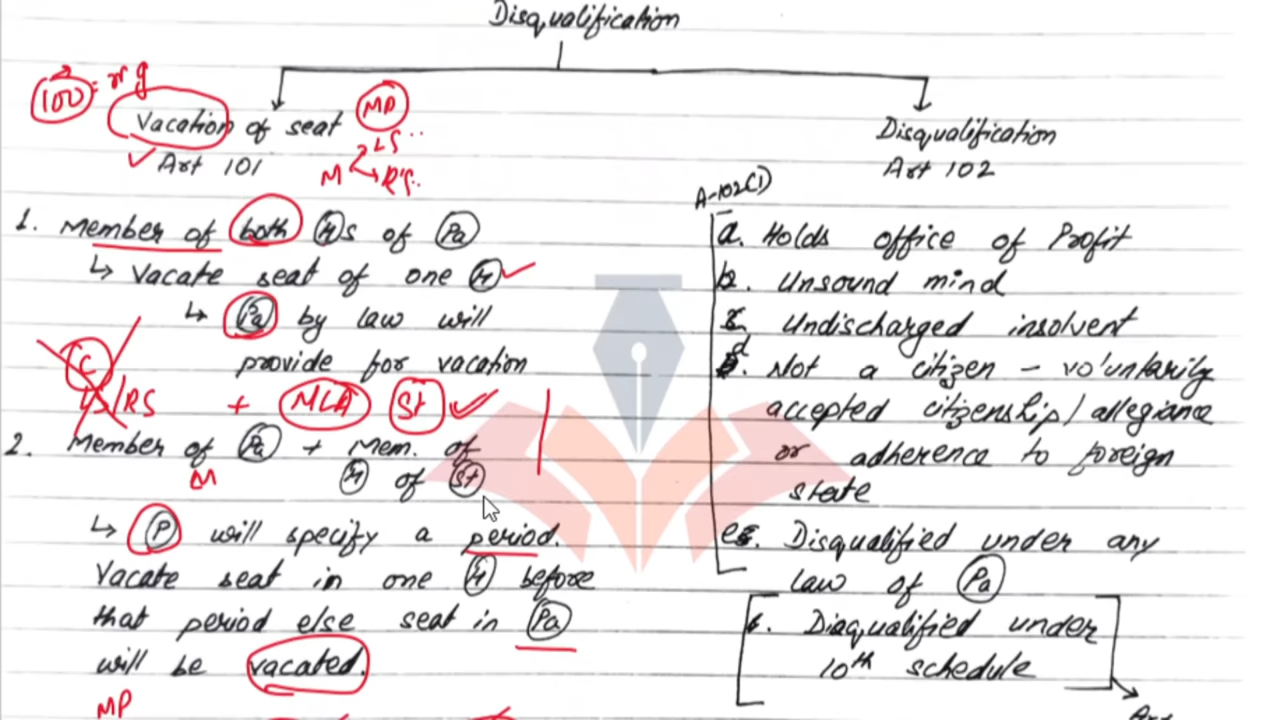 Disqualification
100
Vacation of seat MP
Art 101
LS
M RS
1. Member of both Hs of Pa
↳ Vacate seat of one H
↳ Pa by law will
provide for vacation
C
LS/RS + MLA St
2. Member of Pa + Mem. of
H of St
M
↳ P will specify a period.
Vacate seat in one H before
that period else seat in Pa
will be vacated.
MP
Disqualification
Art 102
A-102(1)
a. Holds office of Profit
b. Unsound mind
c. Undischarged insolvent
d. Not a citizen - voluntarily
accepted citizenship/allegiance
or adherence to foreign
state
e. Disqualified under any
law of Pa
Disqualified under
10th schedule